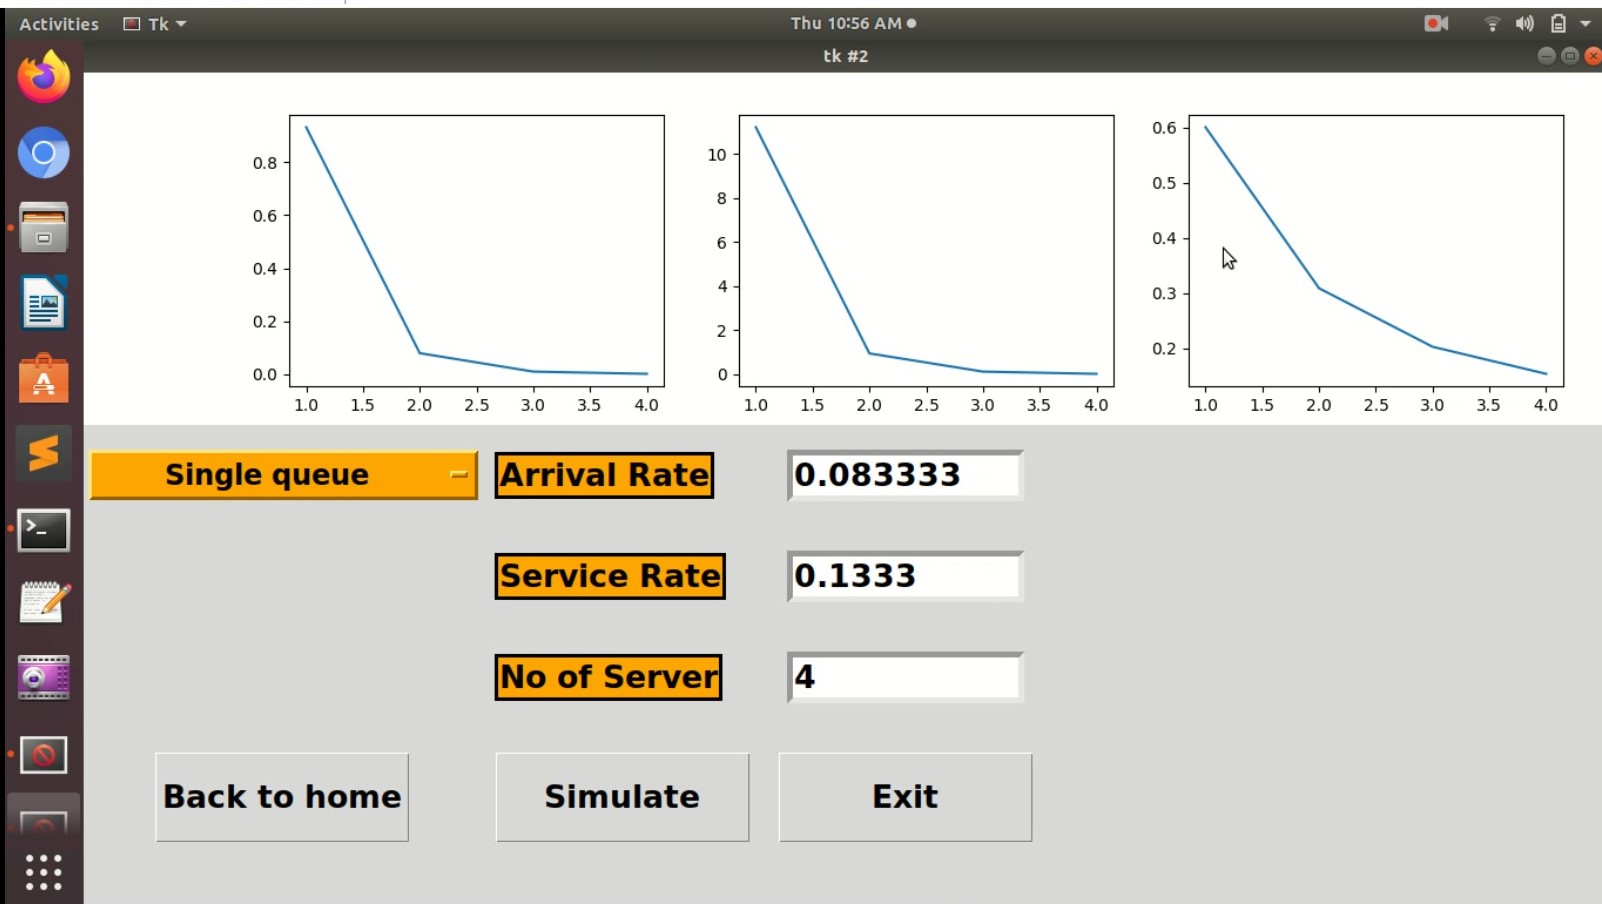 Activities Tk Thu 10:56 AM
tk #2
0.8
0.6
0.4
0.2
0.0
1.0 1.5 2.0 2.5 3.0 3.5 4.0
10
8
6
4
2
0
1.0 1.5 2.0 2.5 3.0 3.5 4.0
0.6
0.5
0.4
0.3
0.2
1.0 1.5 2.0 2.5 3.0 3.5 4.0
Single queue Arrival Rate 0.083333
Service Rate 0.1333
No of Server 4
Back to home Simulate Exit